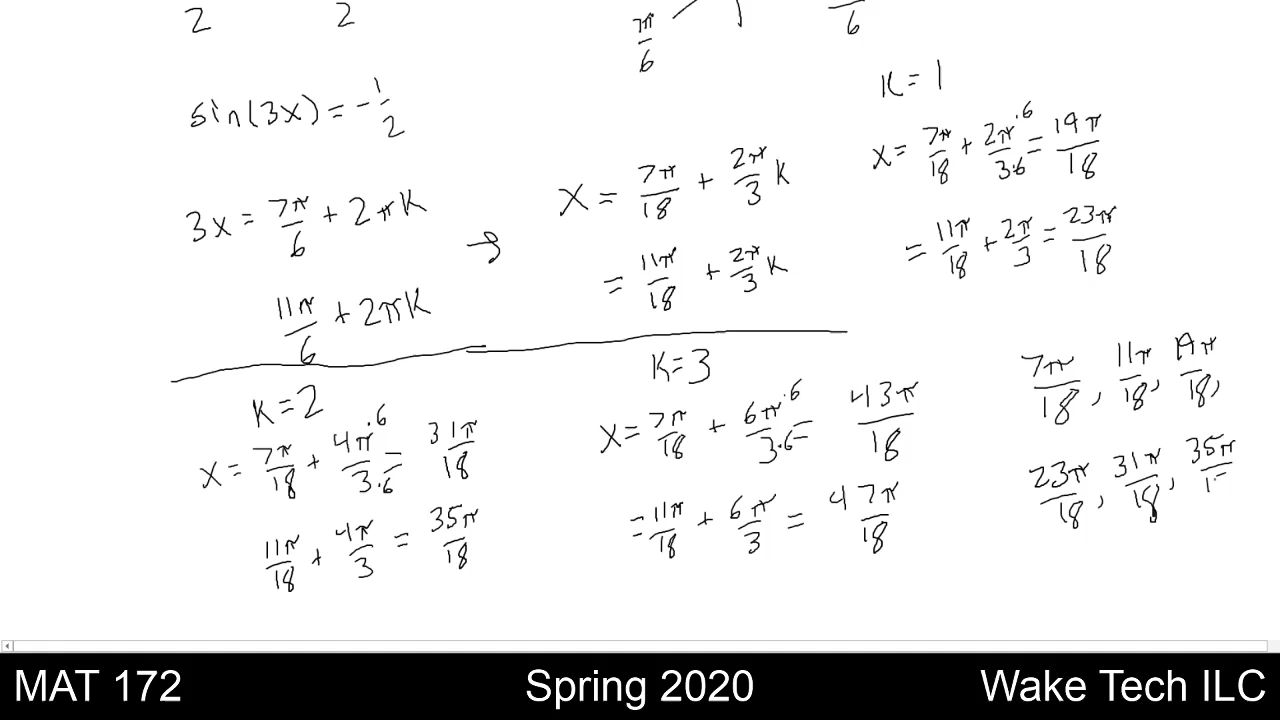 2 2
7π/6
6
sin(3x) = -1/2
3x = 7π/6 + 2πK
11π/6 + 2πK
→
x = 7π/18 + 2π/3 K
= 11π/18 + 2π/3 K
K = 1
x = 7π/18 + 2π·6/3·6 = 19π/18
= 11π/18 + 2π/3 = 23π/18
K = 2
x = 7π/18 + 4π·6/3·6 = 31π/18
11π/18 + 4π/3 = 35π/18
K = 3
x = 7π/18 + 6π·6/3·6 = 43π/18
= 11π/18 + 6π/3 = 47π/18
7π/18, 11π/18, 19π/18,
23π/18, 31π/18, 35π/1
MAT 172
Spring 2020
Wake Tech ILC